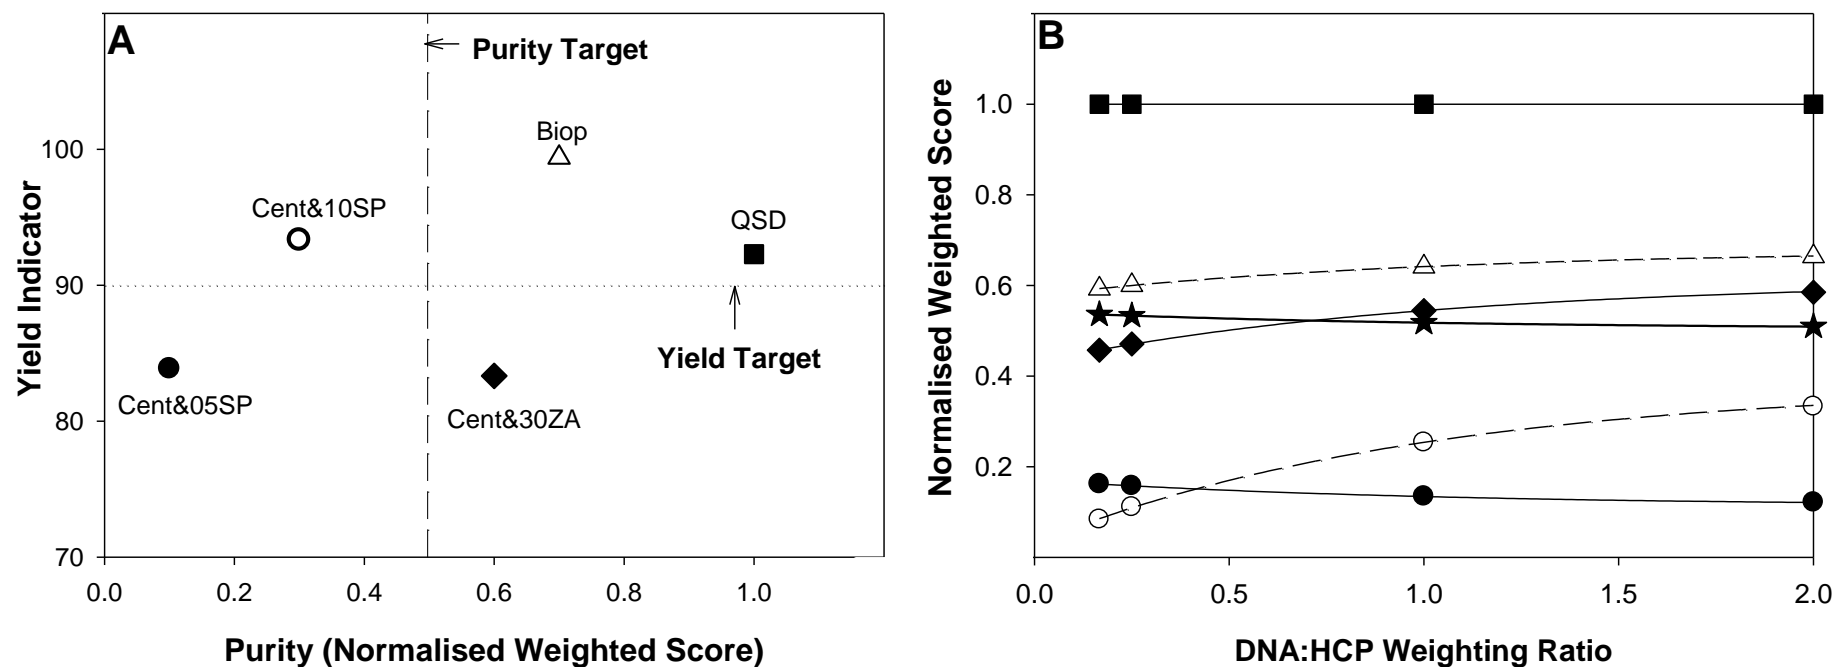 A
Purity Target
Biop
Cent&10SP
QSD
Yield Target
Cent&05SP
Cent&30ZA
Yield Indicator
100
90
80
70
0.0 0.2 0.4 0.6 0.8 1.0
Purity (Normalised Weighted Score)
B
Normalised Weighted Score
1.0
0.8
0.6
0.4
0.2
0.0 0.5 1.0 1.5 2.0
DNA:HCP Weighting Ratio